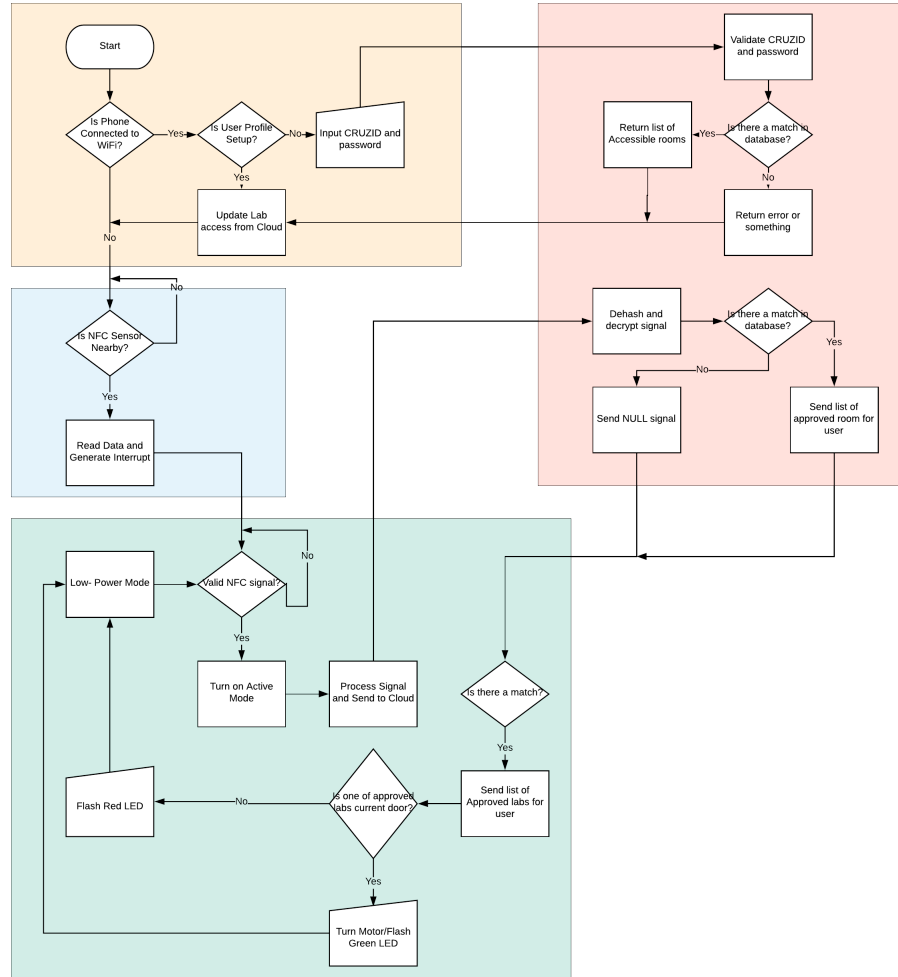 Start
Is Phone
Connected to
WiFi?
Yes
Is User Profile
Setup?
No
Input CRUZID and
password
Yes
Update Lab
access from Cloud
No
Validate CRUZID
and password
Is there a match in
database?
Yes
Return list of
Accessible rooms
No
Return error or
something
No
Is NFC Sensor
Nearby?
Yes
Read Data and
Generate Interrupt
Dehash and
decrypt signal
Is there a match in
database?
Yes
No
Send NULL signal
Send list of
approved room for
user
Low- Power Mode
Valid NFC signal?
No
Yes
Turn on Active
Mode
Process Signal
and Send to Cloud
Is there a match?
Yes
Send list of
Approved labs for
user
Is one of approved
labs current door?
No
Flash Red LED
Yes
Turn Motor/Flash
Green LED